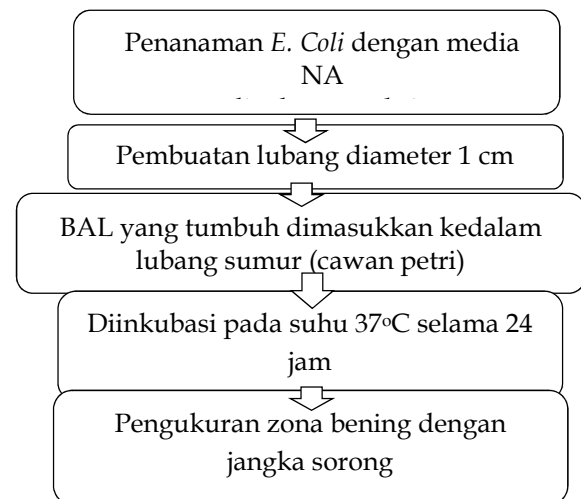 Penanaman E. Coli dengan media
NA
Pembuatan lubang diameter 1 cm
BAL yang tumbuh dimasukkan kedalam
lubang sumur (cawan petri)
Diinkubasi pada suhu 37°C selama 24
jam
Pengukuran zona bening dengan
jangka sorong